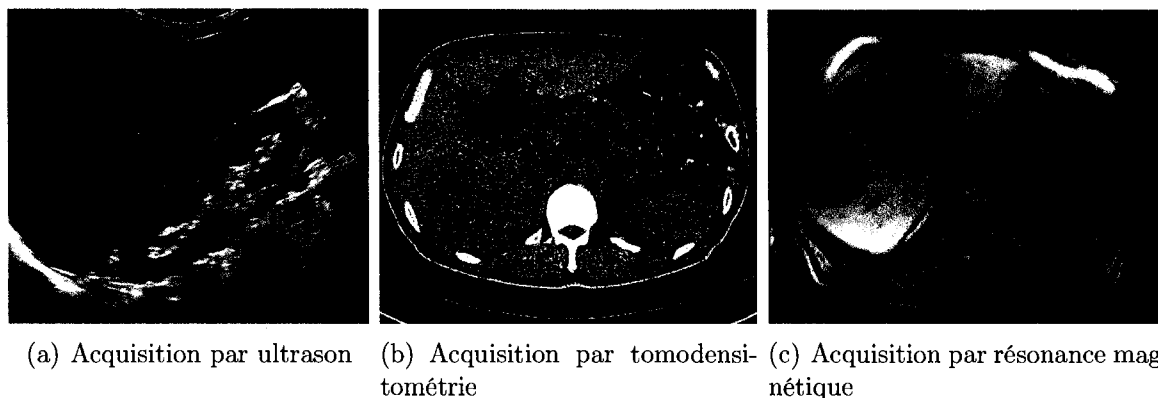 (a) Acquisition par ultrason
(b) Acquisition par tomodensi-
tométrie
(c) Acquisition par résonance mag
nétique